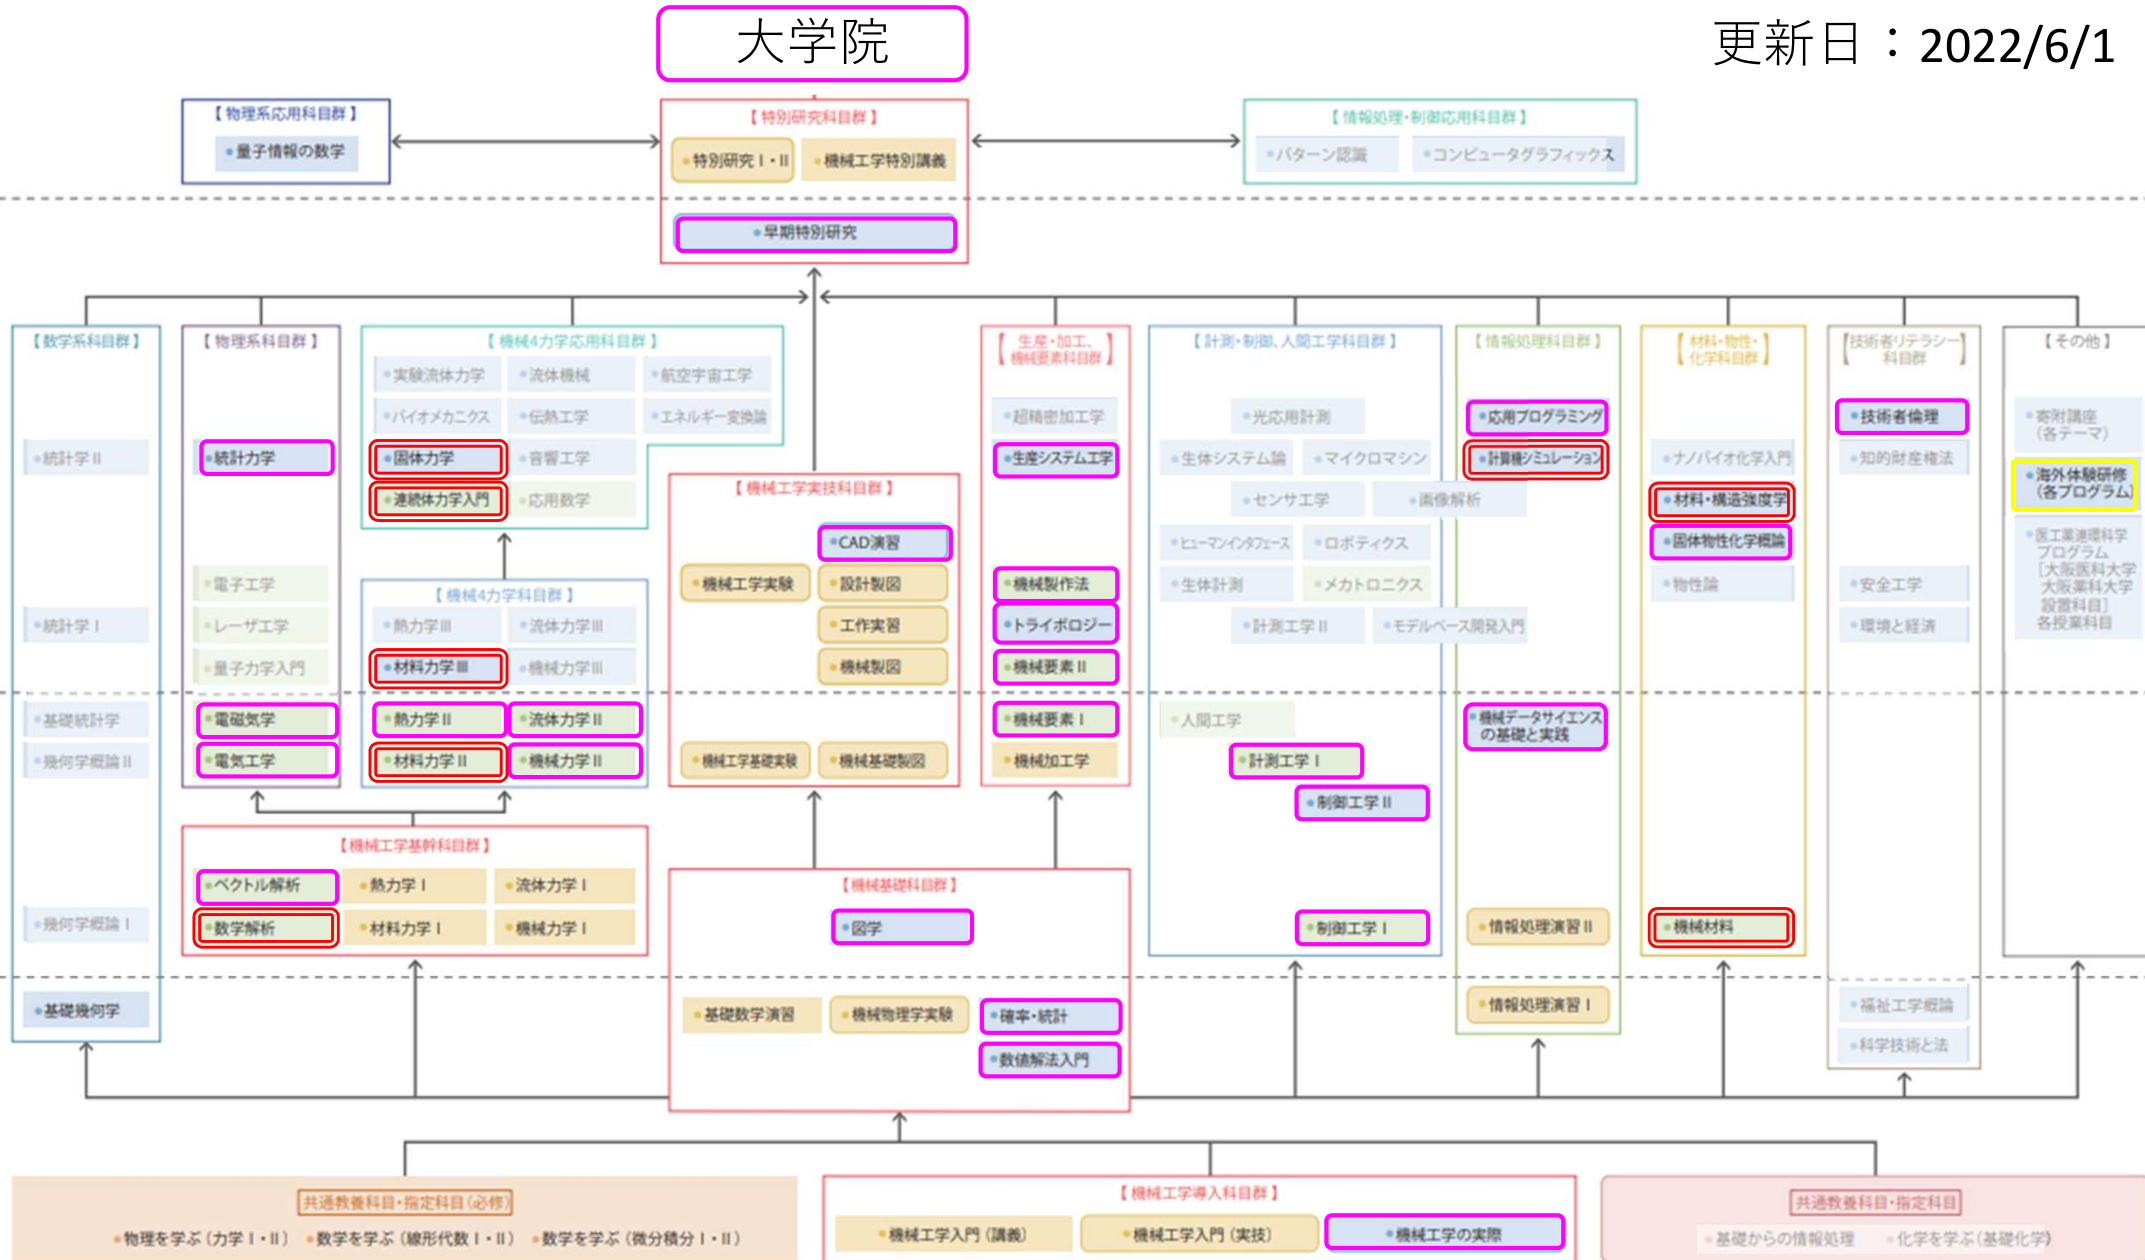 大学院
更新日：2022/6/1
【物理系応用科目群】
•量子情報の数学
【特別研究科目群】
•特別研究Ⅰ・Ⅱ
•機械工学特別講義
【情報処理・制御応用科目群】
•パターン認識
•コンピュータグラフィックス
•早期特別研究
【数学系科目群】
•統計学Ⅱ
•統計学Ⅰ
•基礎統計学
•幾何学概論Ⅱ
•幾何学概論Ⅰ
•基礎幾何学
【物理系科目群】
•統計力学
•電子工学
•レーザ工学
•量子力学入門
•電磁気学
•電気工学
【機械4力学応用科目群】
•実験流体力学
•流体機械
•航空宇宙工学
•バイオメカニクス
•伝熱工学
•エネルギー変換論
•固体力学
•音響工学
•連続体力学入門
•応用数学
【機械4力学科目群】
•熱力学Ⅲ
•流体力学Ⅲ
•材料力学Ⅲ
•機械力学Ⅲ
•熱力学Ⅱ
•流体力学Ⅱ
•材料力学Ⅱ
•機械力学Ⅱ
【機械工学基幹科目群】
•ベクトル解析
•熱力学Ⅰ
•流体力学Ⅰ
•数学解析
•材料力学Ⅰ
•機械力学Ⅰ
【機械工学実技科目群】
•CAD演習
•機械工学実験
•設計製図
•工作実習
•機械製図
•機械工学基礎実験
•機械基礎製図
【生産・加工、
機械要素科目群】
•超精密加工学
•生産システム工学
•機械製作法
•トライボロジー
•機械要素Ⅱ
•機械要素Ⅰ
•機械加工学
【機械基礎科目群】
•図学
•基礎数学演習
•機械物理学実験
•確率・統計
•数値解法入門
【計測・制御、人間工学科目群】
•光応用計測
•生体システム論
•マイクロマシン
•センサ工学
•画像解析
•ヒューマンインタフェース
•ロボティクス
•生体計測
•メカトロニクス
•計測工学Ⅱ
•モデルベース開発入門
•人間工学
•計測工学Ⅰ
•制御工学Ⅱ
•制御工学Ⅰ
【情報処理科目群】
•応用プログラミング
•計算機シミュレーション
•機械データサイエンス
の基礎と実践
•情報処理演習Ⅱ
•情報処理演習Ⅰ
【材料・物性・
化学科目群】
•ナノバイオ化学入門
•材料・構造強度学
•固体物性化学概論
•物性論
•機械材料
【技術者リテラシー
科目群】
•技術者倫理
•知的財産権法
•安全工学
•環境と経済
•福祉工学概論
•科学技術と法
【その他】
•寄附講座
（各テーマ）
•海外体験研修
（各プログラム）
•医工薬連環科学
プログラム
［大阪医科大学
大阪薬科大学
設置科目］
各授業科目
共通教養科目・指定科目（必修）
•物理を学ぶ（力学Ⅰ・Ⅱ） •数学を学ぶ（線形代数Ⅰ・Ⅱ） •数学を学ぶ（微分積分Ⅰ・Ⅱ）
【機械工学導入科目群】
•機械工学入門（講義）
•機械工学入門（実技）
•機械工学の実際
共通教養科目・指定科目
•基礎からの情報処理 •化学を学ぶ（基礎化学）